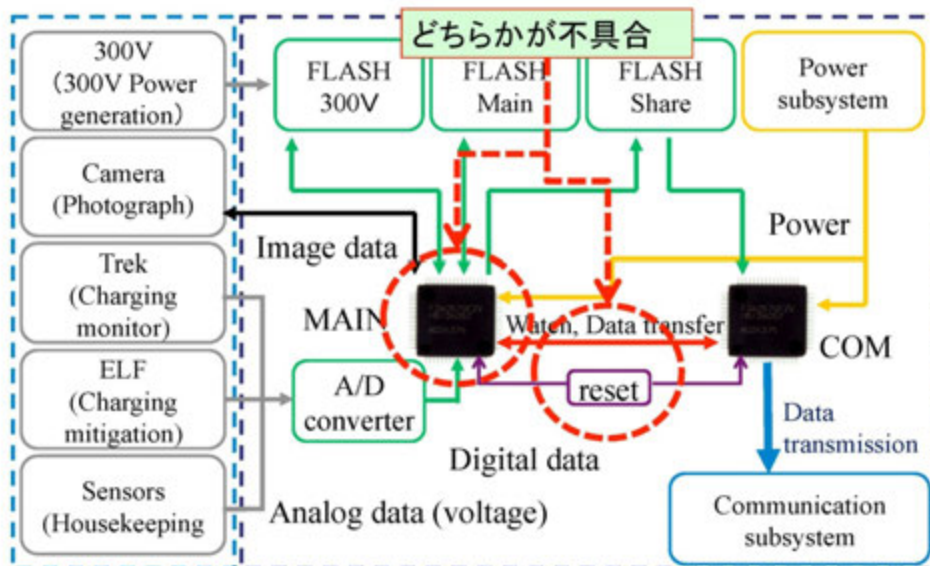 どちらかが不具合
300V
（300V Power
generation）
FLASH
300V
FLASH
Main
FLASH
Share
Power
subsystem
Camera
(Photograph)
Image data
Power
Trek
(Charging
monitor)
MAIN
Watch, Data transfer
COM
ELF
(Charging
mitigation)
A/D
converter
reset
Data
transmission
Digital data
Sensors
(Housekeeping
Analog data (voltage)
Communication
subsystem